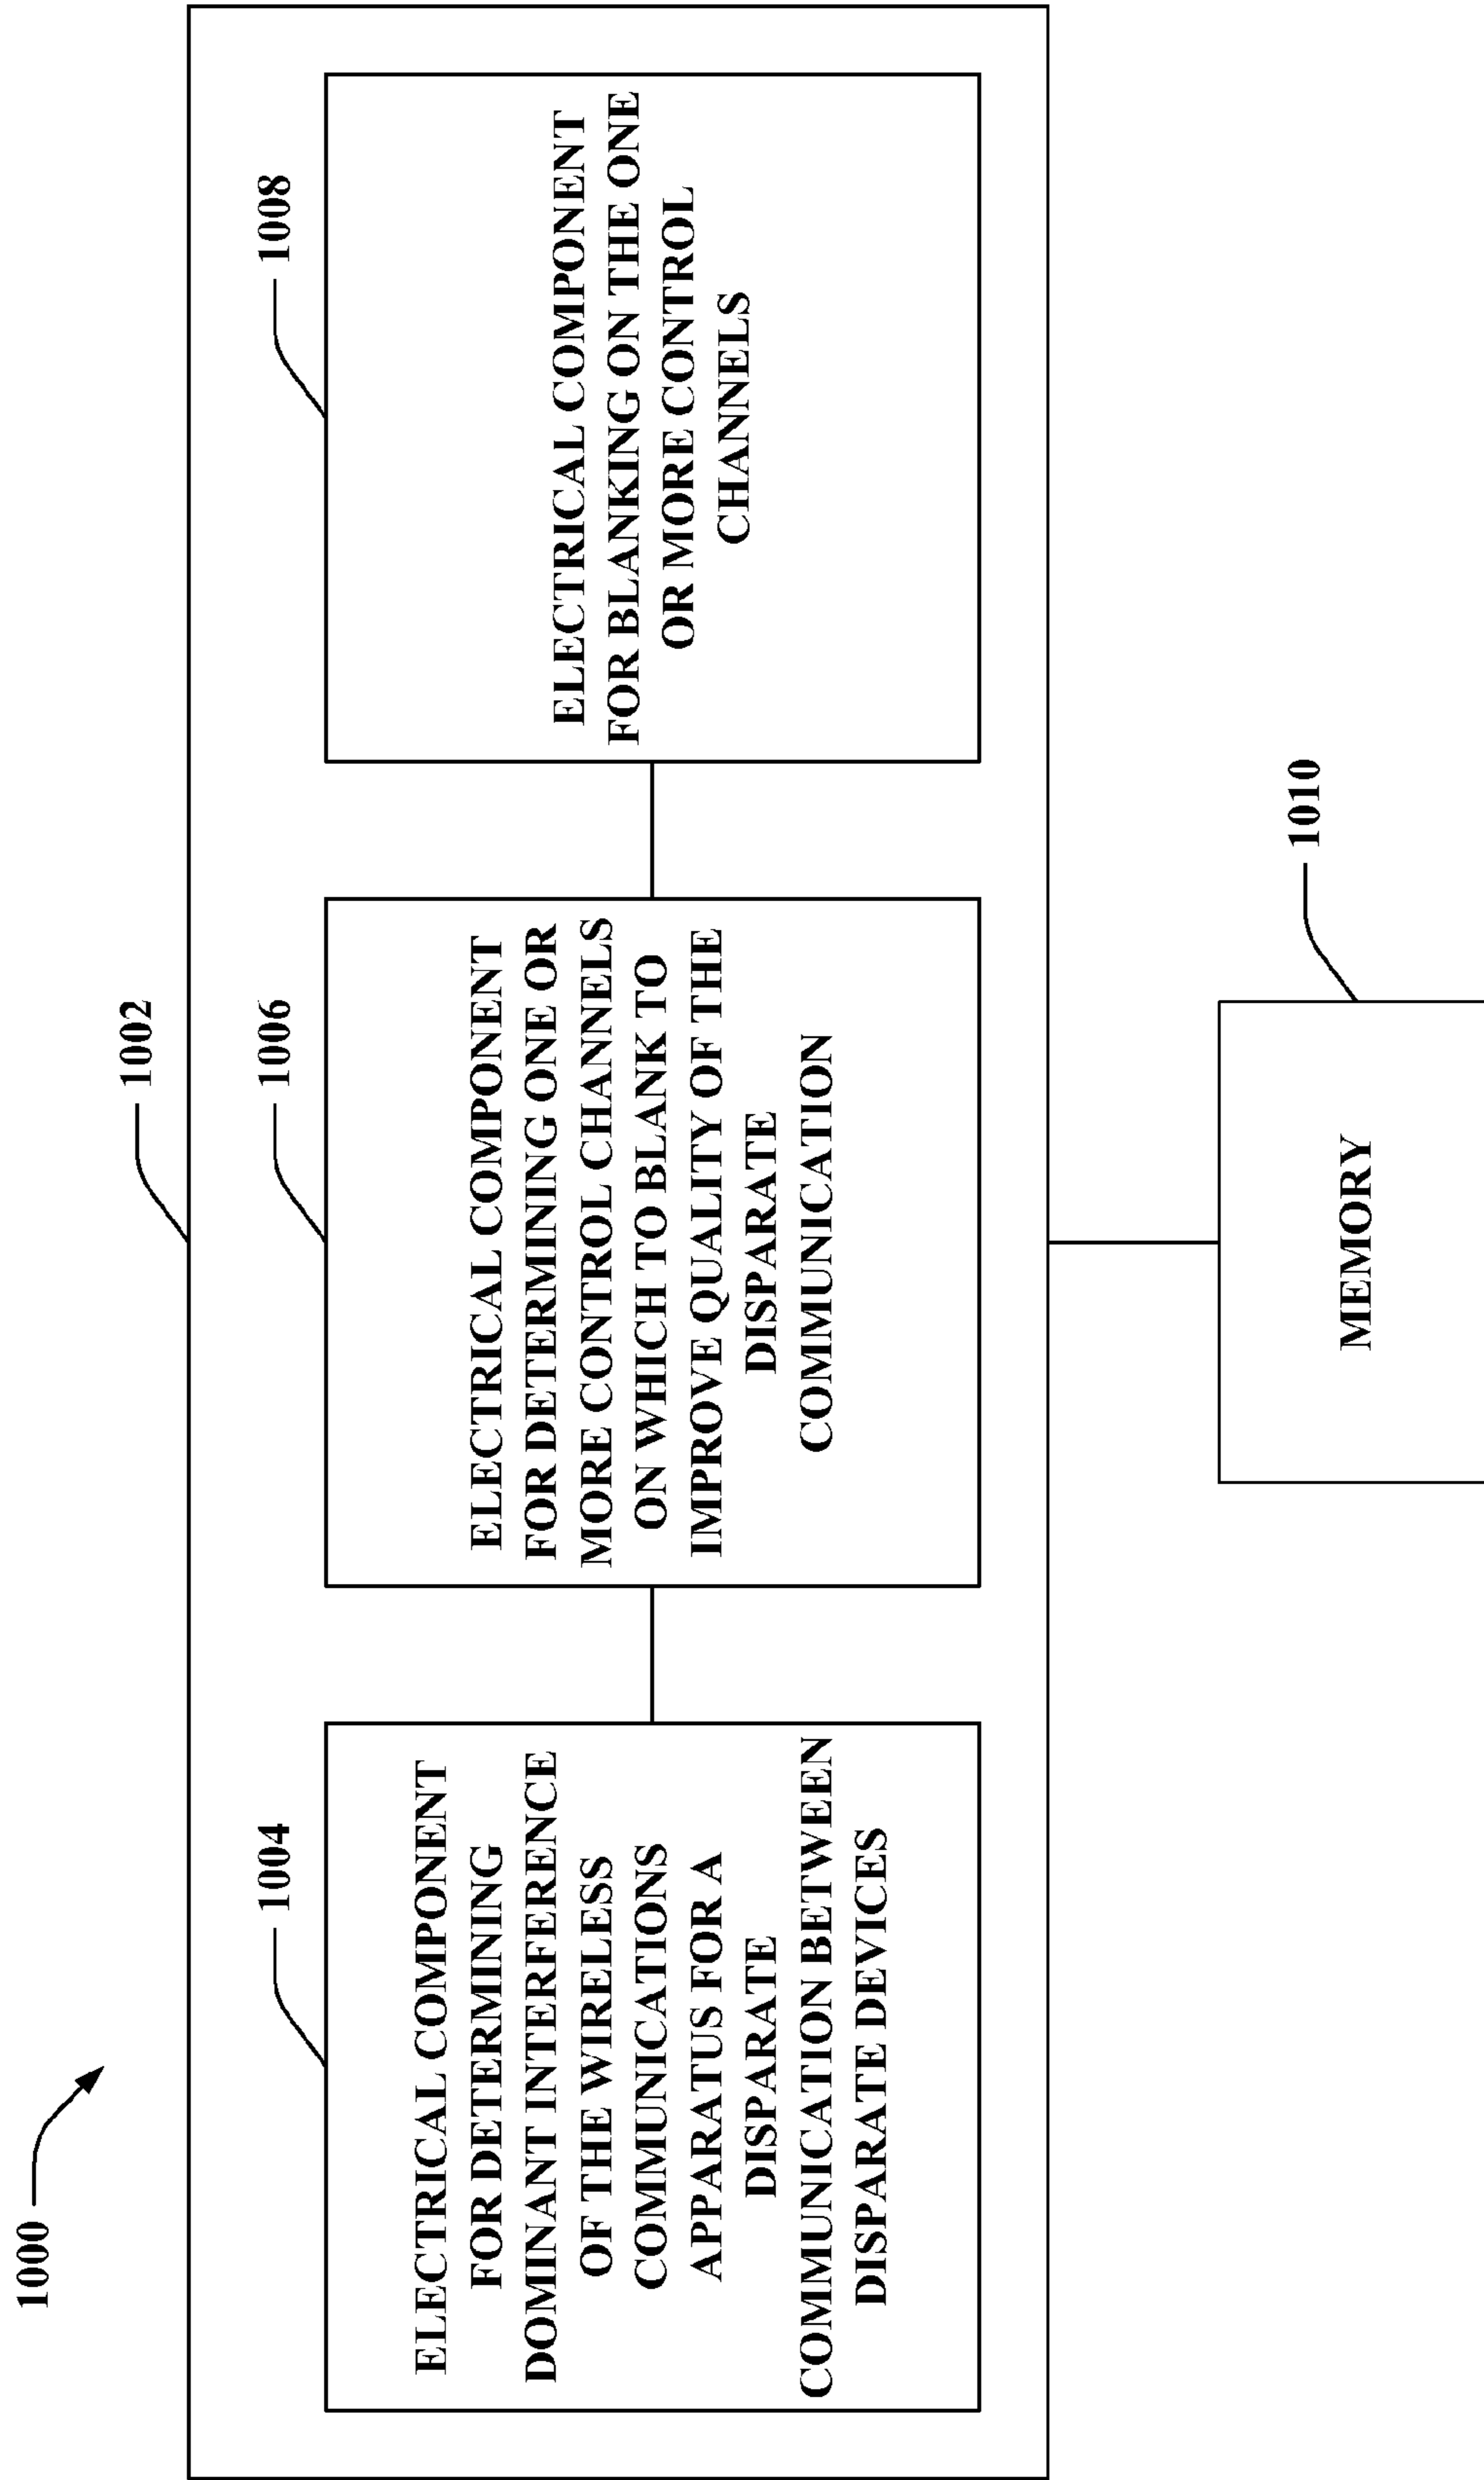 1000
1002
1004
ELECTRICAL COMPONENT
FOR DETERMINING
DOMINANT INTERFERENCE
OF THE WIRELESS
COMMUNICATIONS
APPARATUS FOR A
DISPARATE
COMMUNICATION BETWEEN
DISPARATE DEVICES
1006
ELECTRICAL COMPONENT
FOR DETERMINING ONE OR
MORE CONTROL CHANNELS
ON WHICH TO BLANK TO
IMPROVE QUALITY OF THE
DISPARATE
COMMUNICATION
1008
ELECTRICAL COMPONENT
FOR BLANKING ON THE ONE
OR MORE CONTROL
CHANNELS
1010
MEMORY